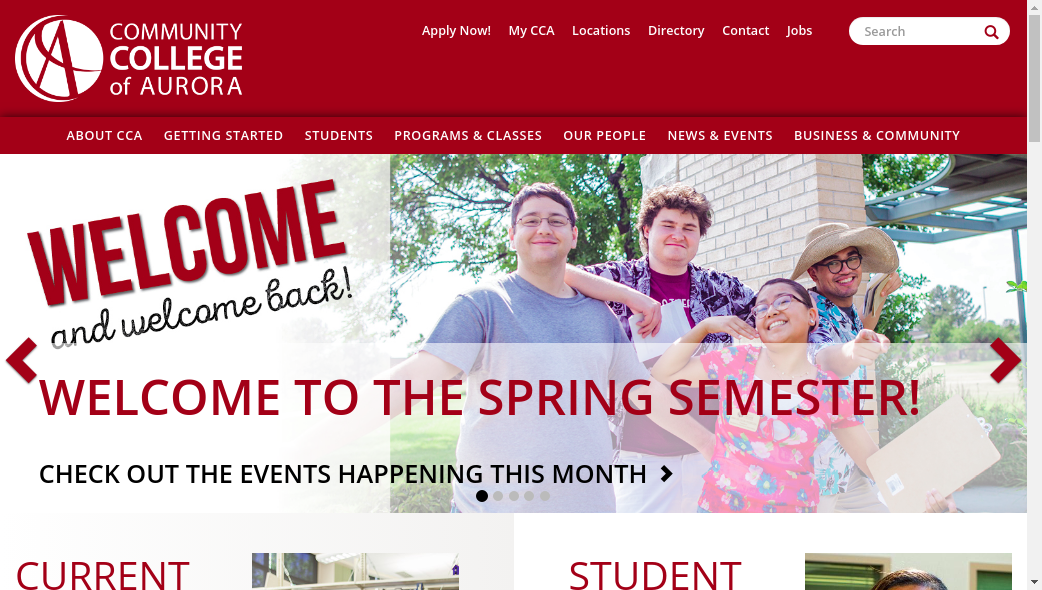 COMMUNITY
COLLEGE
of AURORA
Apply Now! My CCA Locations Directory Contact Jobs
Search
ABOUT CCA GETTING STARTED STUDENTS PROGRAMS & CLASSES OUR PEOPLE NEWS & EVENTS BUSINESS & COMMUNITY
WELCOME
and welcome back!
WELCOME TO THE SPRING SEMESTER!
CHECK OUT THE EVENTS HAPPENING THIS MONTH
CURRENT
STUDENT